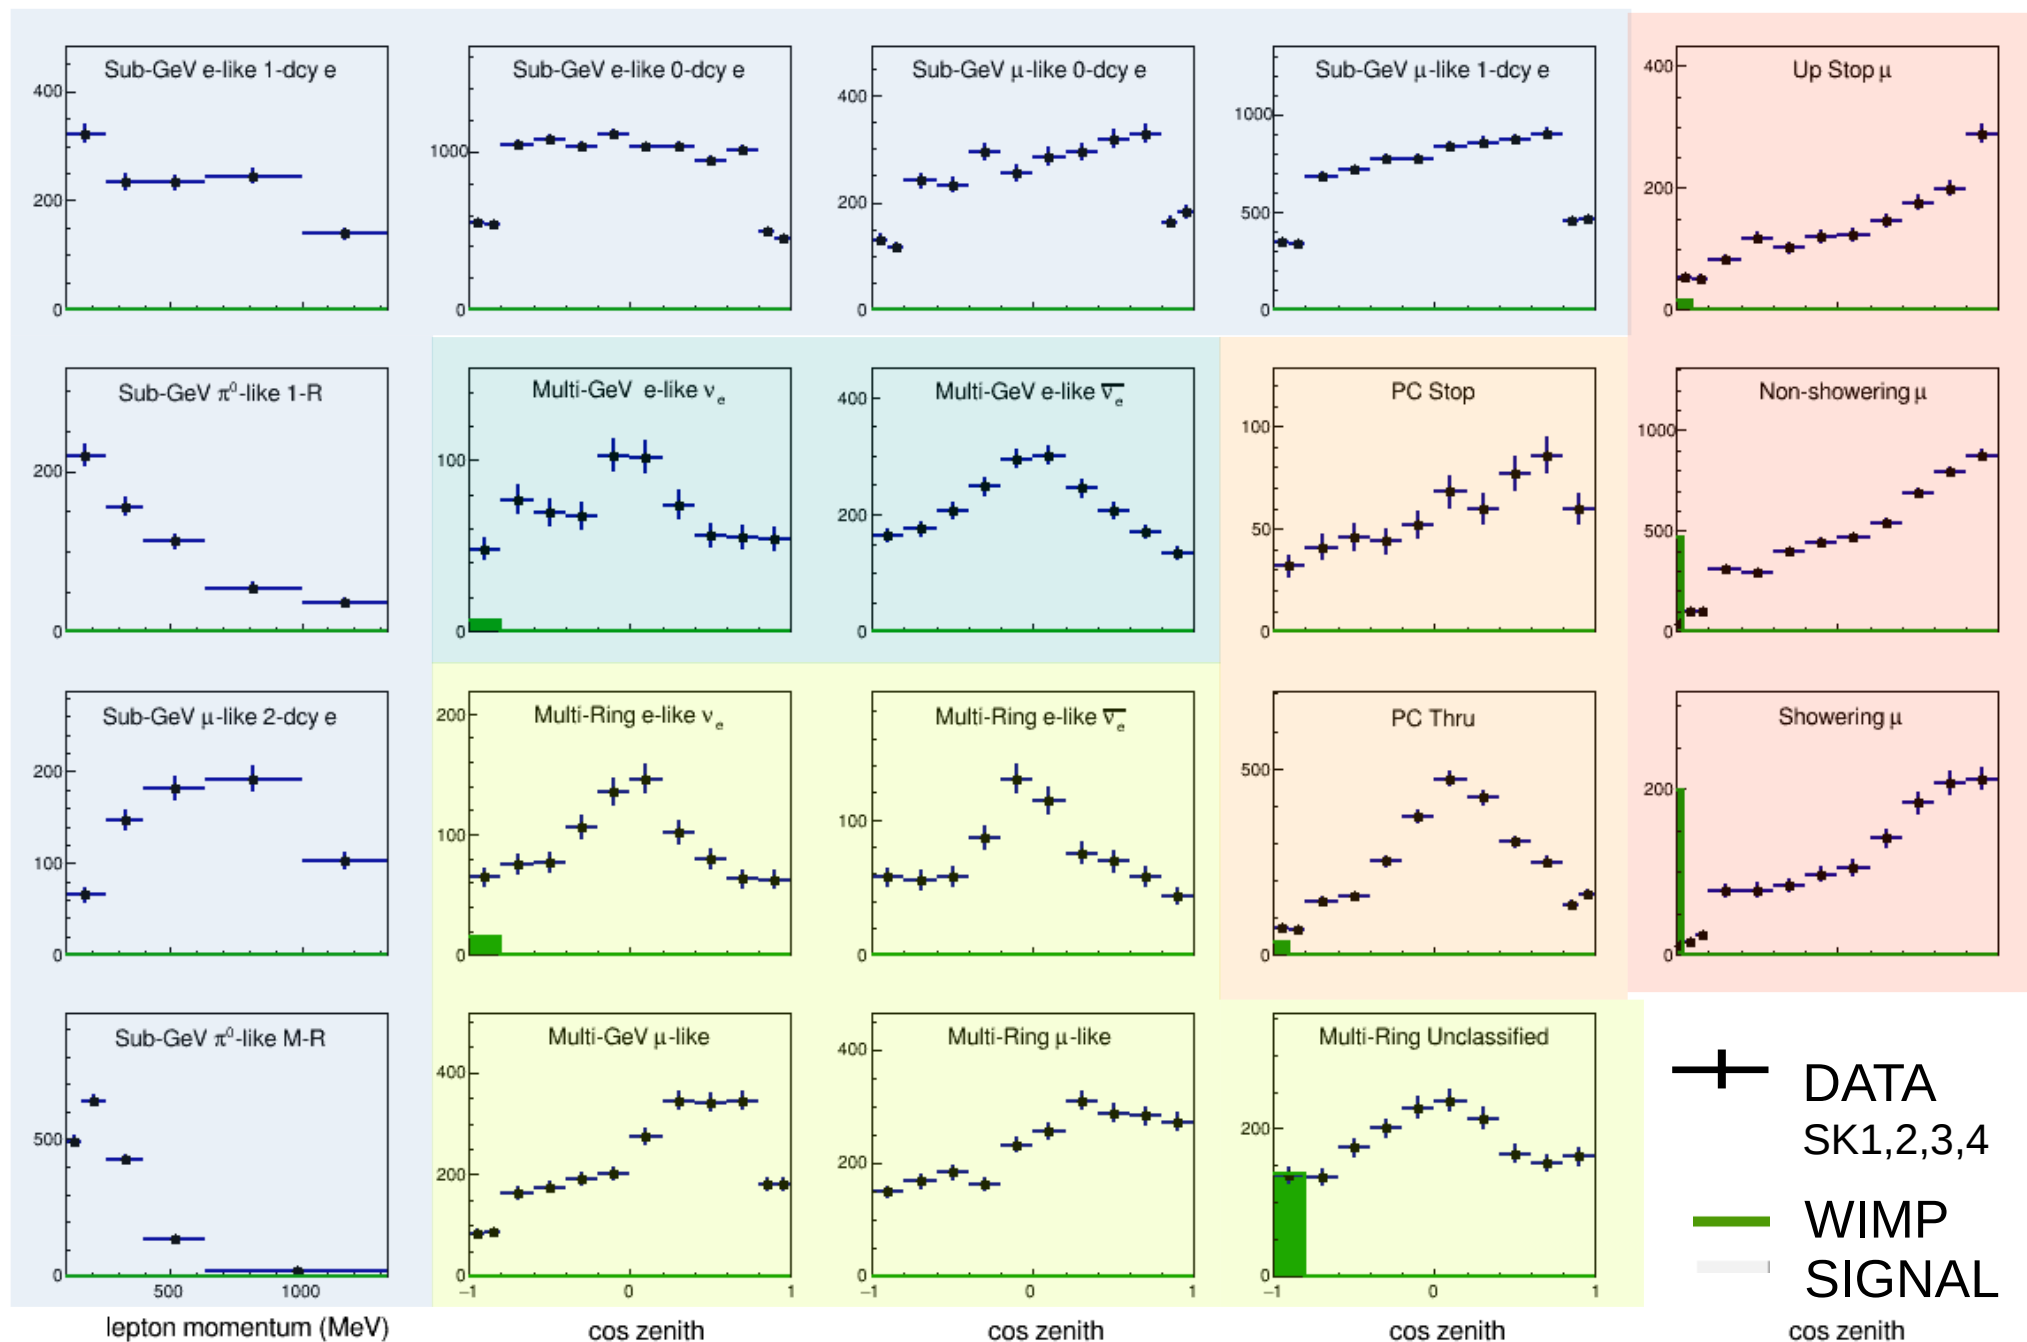 Sub-GeV e-like 1-dcy e
400
200
0
Sub-GeV e-like 0-dcy e
1000
0
Sub-GeV μ-like 0-dcy e
400
200
0
Sub-GeV μ-like 1-dcy e
1000
500
0
Up Stop μ
400
200
0
Sub-GeV π⁰-like 1-R
200
0
Multi-GeV e-like νₑ
100
0
Multi-GeV e-like ν̅ₑ
400
200
0
PC Stop
100
50
0
Non-showering μ
1000
500
0
Sub-GeV μ-like 2-dcy e
200
100
0
Multi-Ring e-like νₑ
200
100
0
Multi-Ring e-like ν̅ₑ
100
0
PC Thru
500
0
Showering μ
200
0
Sub-GeV π⁰-like M-R
500
0
500 1000
lepton momentum (MeV)
Multi-GeV μ-like
400
200
0
−1 0 1
cos zenith
Multi-Ring μ-like
400
200
0
−1 0 1
cos zenith
Multi-Ring Unclassified
200
0
−1 0 1
cos zenith
DATA
SK1,2,3,4
WIMP
SIGNAL
cos zenith